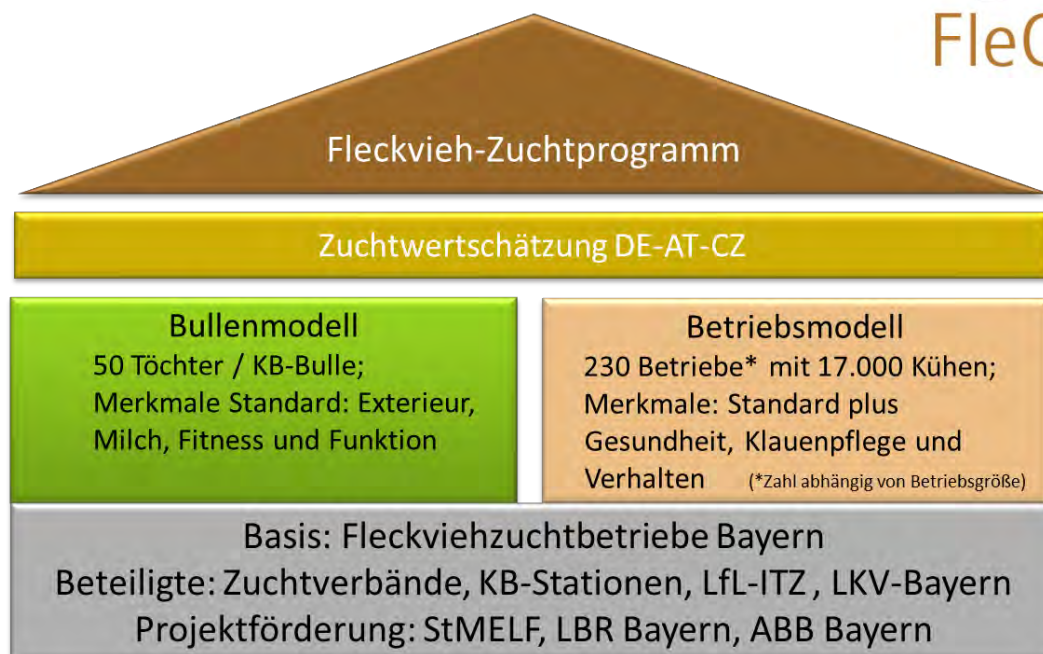 Fleckvieh-Zuchtprogramm
Zuchtwertschätzung DE-AT-CZ
Bullenmodell
50 Töchter / KB-Bulle;
Merkmale Standard: Exterieur,
Milch, Fitness und Funktion
Betriebsmodell
230 Betriebe* mit 17.000 Kühen;
Merkmale: Standard plus
Gesundheit, Klauenpflege und
Verhalten (*Zahl abhängig von Betriebsgröße)
Basis: Fleckviehzuchtbetriebe Bayern
Beteiligte: Zuchtverbände, KB-Stationen, LfL-ITZ , LKV-Bayern
Projektförderung: StMELF, LBR Bayern, ABB Bayern